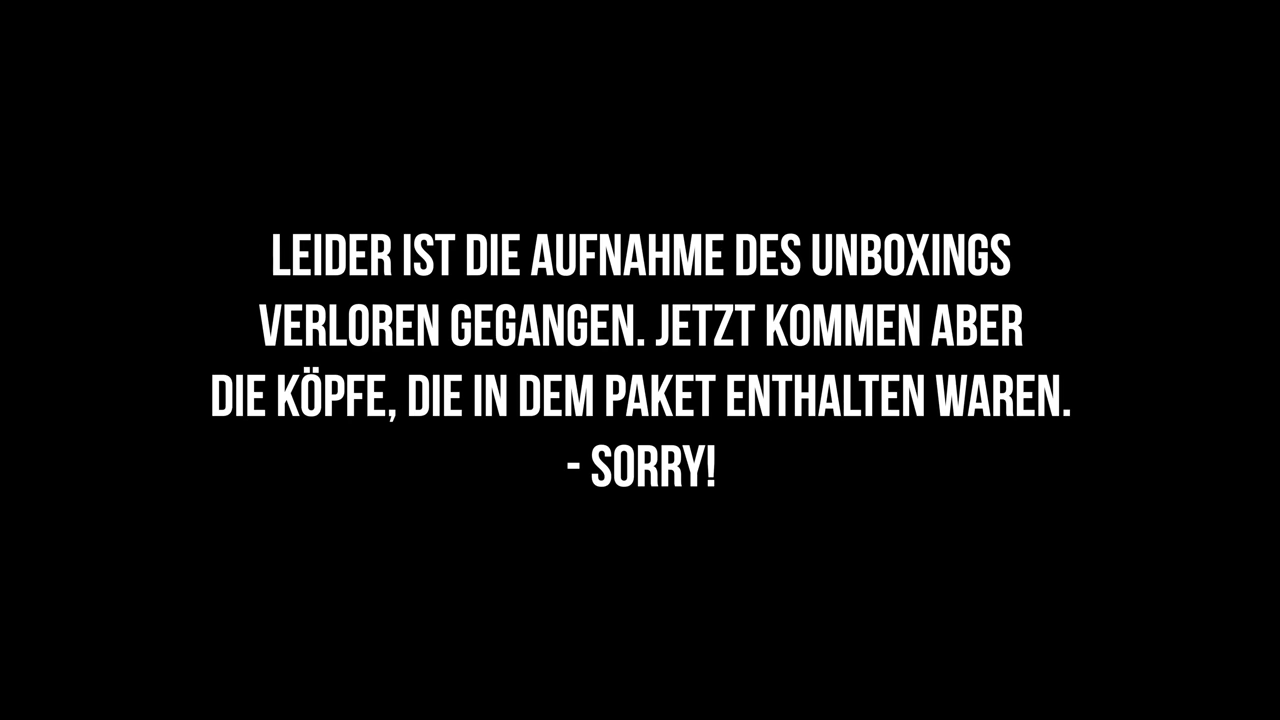 LEIDER IST DIE AUFNAHME DES UNBOXINGS
VERLOREN GEGANGEN. JETZT KOMMEN ABER
DIE KÖPFE, DIE IN DEM PAKET ENTHALTEN WAREN.
- SORRY!